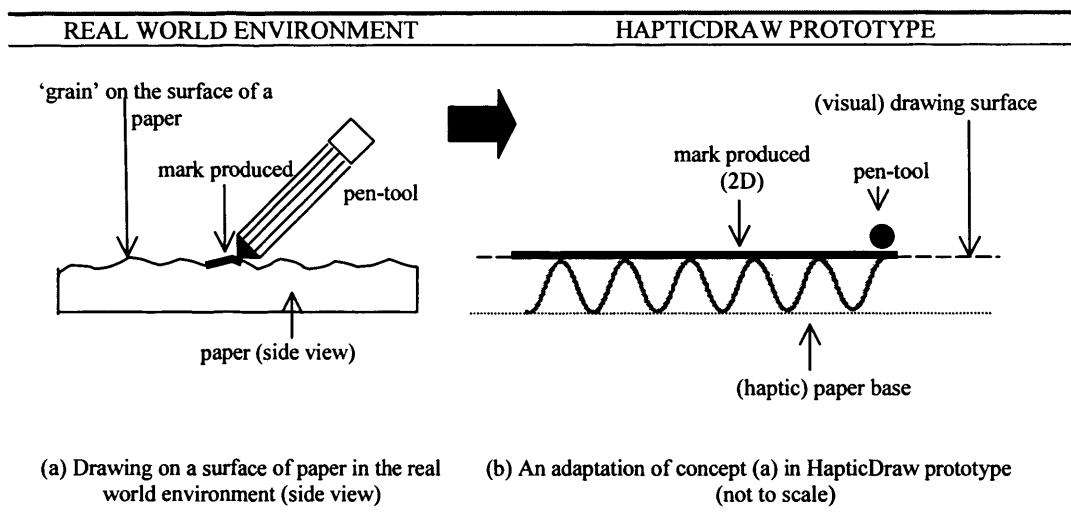 REAL WORLD ENVIRONMENT
HAPTICDRAW PROTOTYPE
‘grain’ on the surface of a
paper
mark produced
pen-tool
paper (side view)
(visual) drawing surface
mark produced
(2D)
pen-tool
(haptic) paper base
(a) Drawing on a surface of paper in the real
world environment (side view)
(b) An adaptation of concept (a) in HapticDraw prototype
(not to scale)